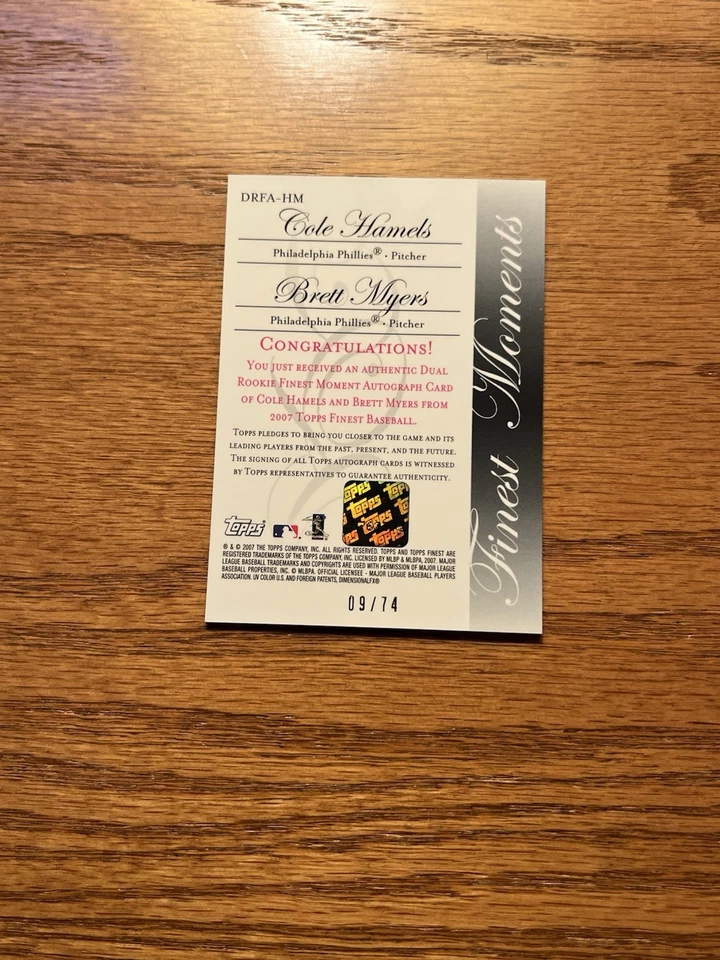 DRFA-HM
Cole Hamels
Philadelphia Phillies® • Pitcher
Brett Myers
Philadelphia Phillies® • Pitcher
CONGRATULATIONS!
YOU JUST RECEIVED AN AUTHENTIC DUAL
ROOKIE FINEST MOMENT AUTOGRAPH CARD
OF COLE HAMELS AND BRETT MYERS FROM
2007 TOPPS FINEST BASEBALL.
TOPPS PLEDGES TO BRING YOU CLOSER TO THE GAME AND ITS
LEADING PLAYERS FROM THE PAST, PRESENT, AND THE FUTURE.
THE SIGNING OF ALL TOPPS AUTOGRAPH CARDS IS WITNESSED
BY TOPPS REPRESENTATIVES TO GUARANTEE AUTHENTICITY.
Topps
® & © 2007 THE TOPPS COMPANY, INC. ALL RIGHTS RESERVED. TOPPS AND TOPPS FINEST ARE
REGISTERED TRADEMARKS OF THE TOPPS COMPANY, INC. LICENSED BY MLBP & MLBPA, 2007. MAJOR
LEAGUE BASEBALL TRADEMARKS AND COPYRIGHTS ARE USED WITH PERMISSION OF MAJOR LEAGUE
BASEBALL PROPERTIES, INC. © MLBPA. OFFICIAL LICENSEE - MAJOR LEAGUE BASEBALL PLAYERS
ASSOCIATION. UV COLOR U.S. AND FOREIGN PATENTS, DIMENSIONALFX®
09/74
Finest Moments
Topps
Topps
Topps
Topps